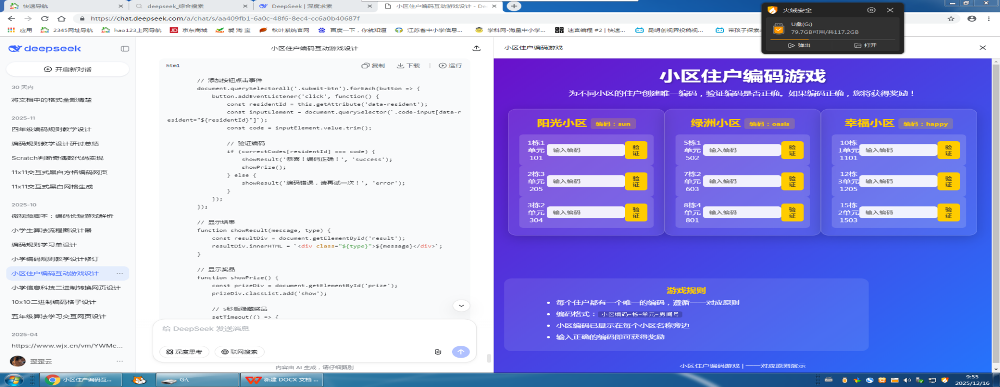 快速导航
deepseek_综合搜索
DeepSeek | 深度求索
小区住户编码互动游戏设计 - De
https://chat.deepseek.com/a/chat/s/aa409fb1-6a0c-48f6-8ec4-cc6a0b40687f
应用
2345网址导航
hao123上网导航
京东商城
爱 淘 宝
秋叶系统官网
百度一下，你就知道
江苏省中小学信息...
学科网-海量中小学...
迷宫编程 #2 | 快速...
昆明创视界投稿视频...
带孩子探索
火绒安全
U盘(G:)
79.7GB可用/共117.2GB
弹出
打开
deepseek
开启新对话
30 天内
将文档中的格式全部清楚
2025-11
四年级编码规则教学设计
编码规则教学设计研讨总结
Scratch判断奇偶数代码实现
11x11交互式黑白方格编码网页
11x11交互式黑白网格生成
2025-10
微视频脚本：编码长短游戏解析
小学生算法流程图设计器
编码规则学习单设计
小学编码规则教学设计修订
小区住户编码互动游戏设计 ...
小学信息科技二进制转换网页设计
10x10二进制编码格子设计
五年级算法学习交互网页设计
2025-04
https://www.wjx.cn/vm/YWMc...
歪歪云 ...
小区住户编码互动游戏设计
html
复制
下载
运行
// 添加按钮点击事件
document.querySelectorAll('.submit-btn').forEach(button => {
button.addEventListener('click', function() {
const residentId = this.getAttribute('data-resident');
const inputElement = document.querySelector(`.code-input[data-r
esident="${residentId}"]`);
const code = inputElement.value.trim();
// 验证编码
if (correctCodes[residentId] === code) {
showResult('恭喜！编码正确！', 'success');
showPrize();
} else {
showResult('编码错误，请再试一次！', 'error');
}
});
});
// 显示结果
function showResult(message, type) {
const resultDiv = document.getElementById('result');
resultDiv.innerHTML = `<div class="${type}">${message}</div>`;
}
// 显示奖品
function showPrize() {
const prizeDiv = document.getElementById('prize');
prizeDiv.classList.add('show');
// 5秒后隐藏奖品
setTimeout(() => {
给 DeepSeek 发送消息
深度思考
联网搜索
内容由 AI 生成，请仔细甄别
小区住户编码游戏
小区住户编码游戏
为不同小区的住户创建唯一编码，验证编码是否正确。如果编码正确，您将获得奖励！
阳光小区 编码：sun
1栋1单元101 输入编码 验证
2栋3单元205 输入编码 验证
3栋2单元304 输入编码 验证
绿洲小区 编码：oasis
5栋1单元502 输入编码 验证
7栋2单元603 输入编码 验证
8栋4单元801 输入编码 验证
幸福小区 编码：happy
10栋1单元1101 输入编码 验证
12栋3单元1205 输入编码 验证
15栋2单元1503 输入编码 验证
游戏规则
• 每个住户都有一个唯一的编码，遵循一一对应原则
• 编码格式：小区编码-栋-单元-房间号
• 小区编码已显示在每个小区名称旁边
• 输入正确的编码即可获得奖励
小区住户编码游戏 | 一一对应原则演示
小区住户编码互...
G:\
新建 DOCX 文档 ...
9:55
2025/12/16